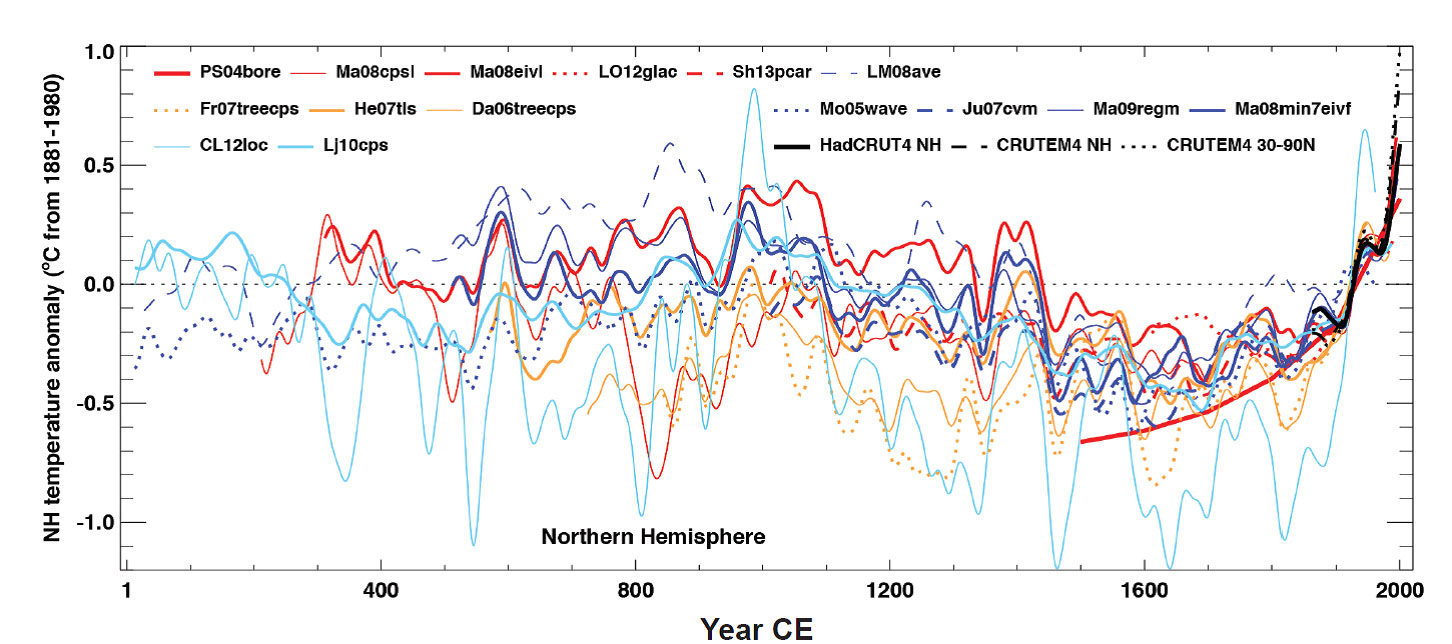 1.0
PS04bore Ma08cpsl Ma08eivl LO12glac Sh13pcar LM08ave
Fr07treecps He07tls Da06treecps Mo05wave Ju07cvm Ma09regm Ma08min7eivf
CL12loc Lj10cps HadCRUT4 NH CRUTEM4 NH CRUTEM4 30-90N
0.5
0.0
-0.5
-1.0
NH temperature anomaly (°C from 1881-1980)
Northern Hemisphere
1 400 800 1200 1600 2000
Year CE